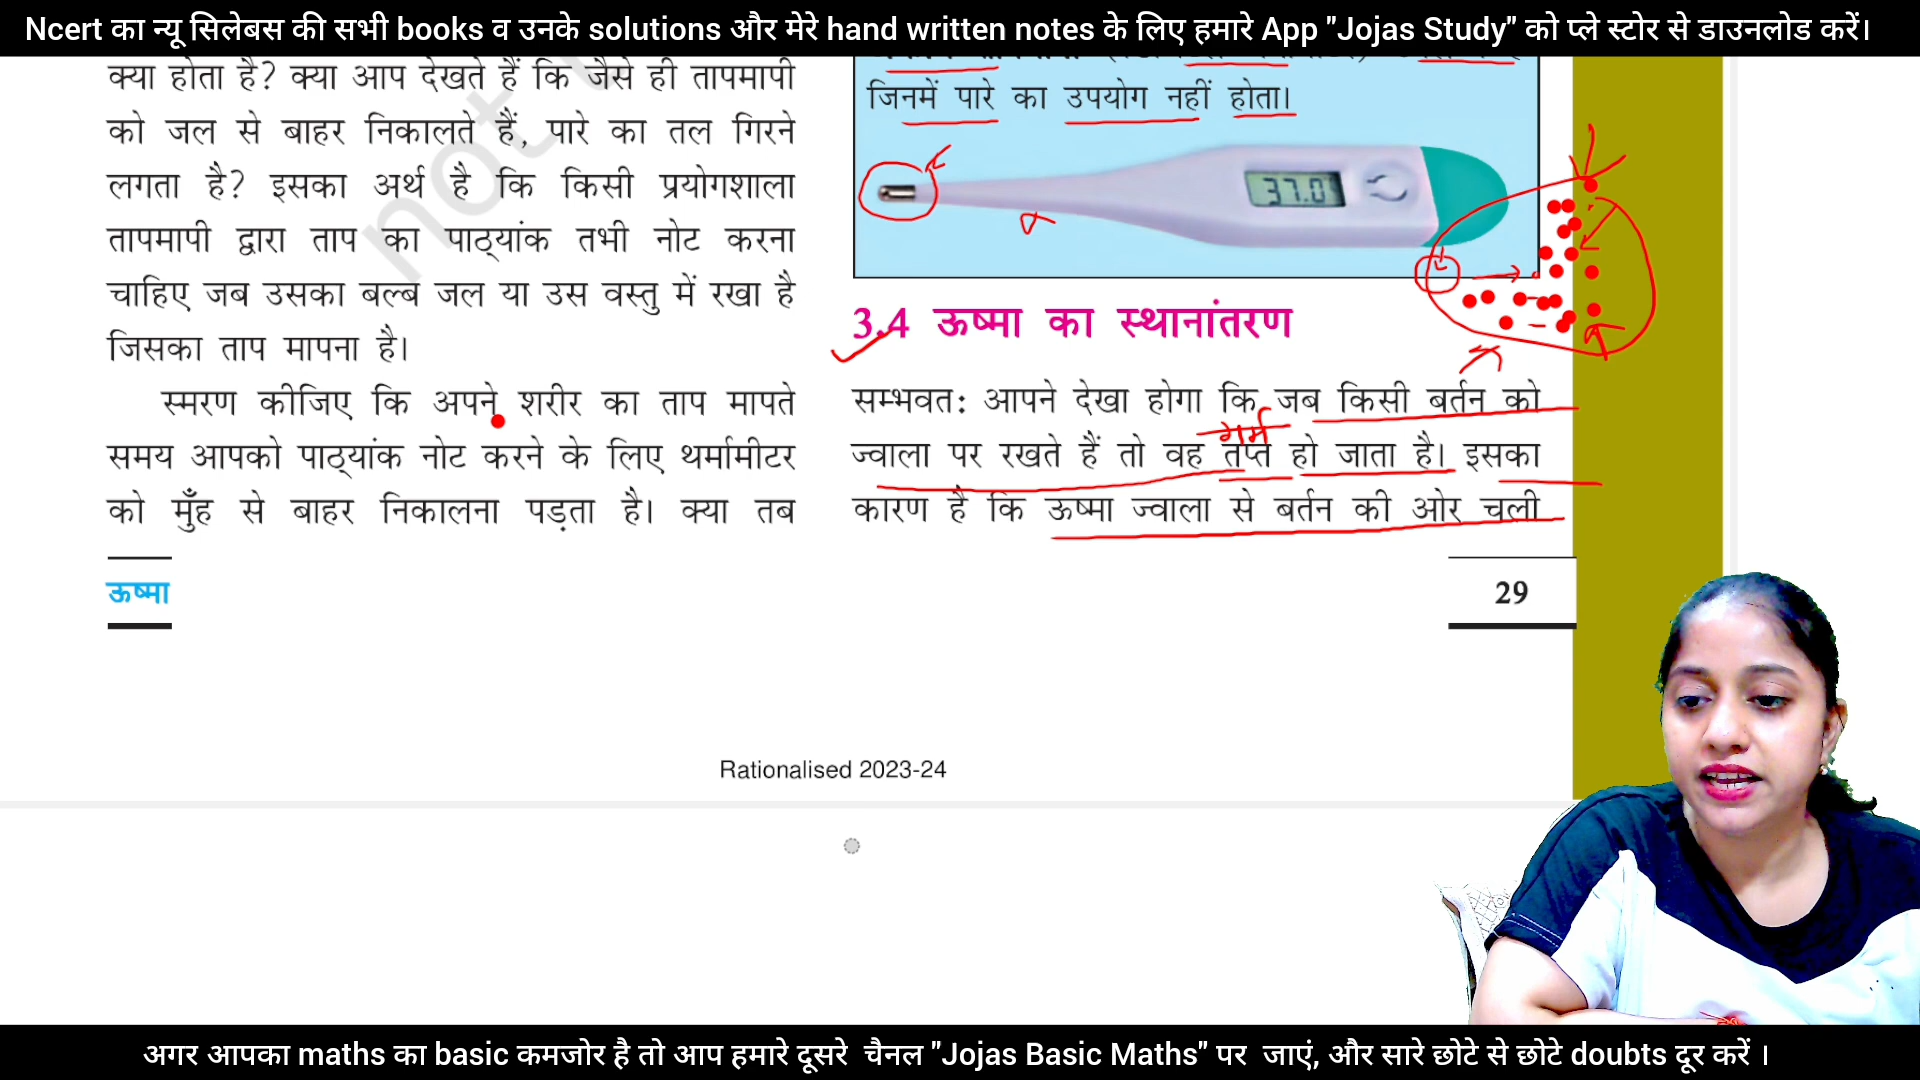 Ncert का न्यू सिलेबस की सभी books व उनके solutions और मेरे hand written notes के लिए हमारे App "Jojas Study" को प्ले स्टोर से डाउनलोड करें।
क्या होता है? क्या आप देखते हैं कि जैसे ही तापमापी
को जल से बाहर निकालते हैं, पारे का तल गिरने
लगता है? इसका अर्थ है कि किसी प्रयोगशाला
तापमापी द्वारा ताप का पाठ्यांक तभी नोट करना
चाहिए जब उसका बल्ब जल या उस वस्तु में रखा है
जिसका ताप मापना है।
स्मरण कीजिए कि अपने शरीर का ताप मापते
समय आपको पाठ्यांक नोट करने के लिए थर्मामीटर
को मुँह से बाहर निकालना पड़ता है। क्या तब
not
जिनमें पारे का उपयोग नहीं होता।
37.0
3.4 ऊष्मा का स्थानांतरण
सम्भवतः आपने देखा होगा कि जब किसी बर्तन को
गर्म
ज्वाला पर रखते हैं तो वह तप्त हो जाता है। इसका
कारण है कि ऊष्मा ज्वाला से बर्तन की ओर चली
ऊष्मा
29
Rationalised 2023-24
अगर आपका maths का basic कमजोर है तो आप हमारे दूसरे चैनल "Jojas Basic Maths" पर जाएं, और सारे छोटे से छोटे doubts दूर करें ।